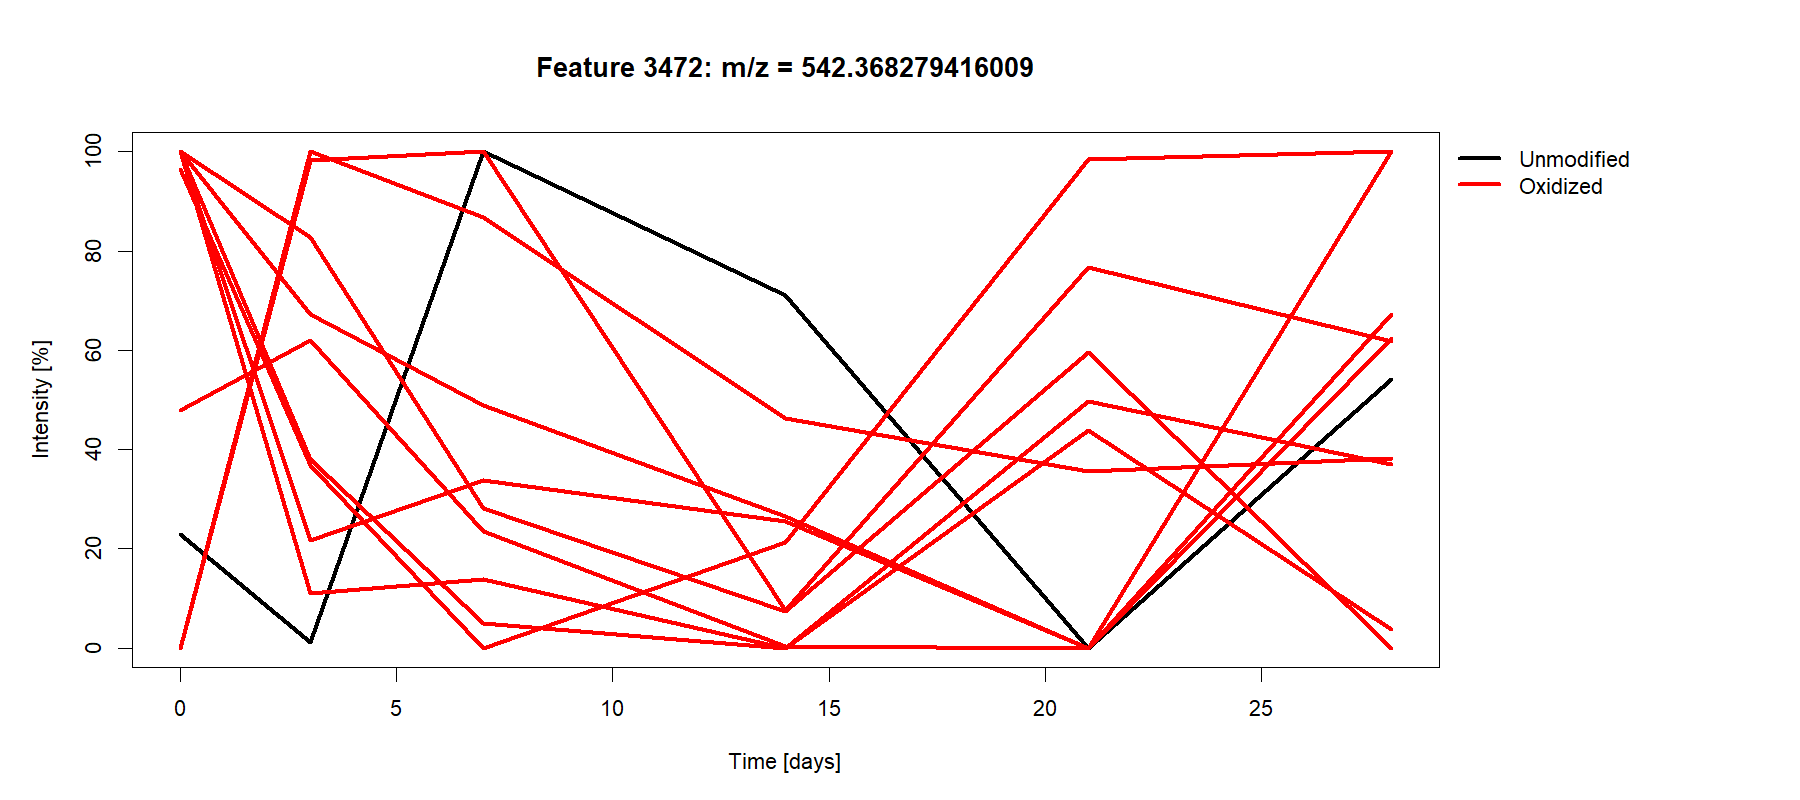 Feature 3472: m/z = 542.368279416009
Unmodified
Oxidized
Intensity [%]
100
80
60
40
20
0
0 5 10 15 20 25
Time [days]